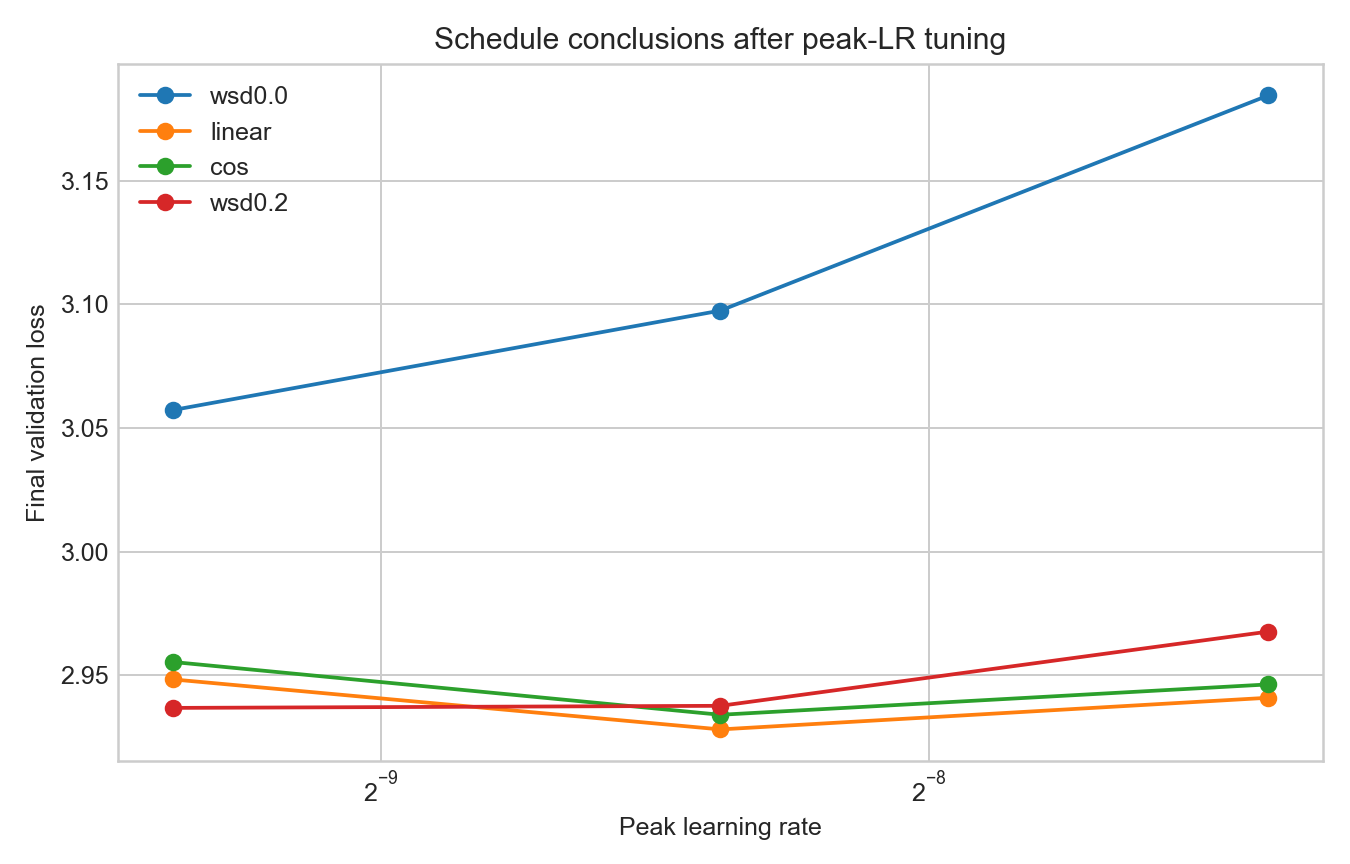 Schedule conclusions after peak-LR tuning
wsd0.0
linear
cos
wsd0.2
3.15
3.10
3.05
3.00
2.95
Final validation loss
2⁻⁹
2⁻⁸
Peak learning rate